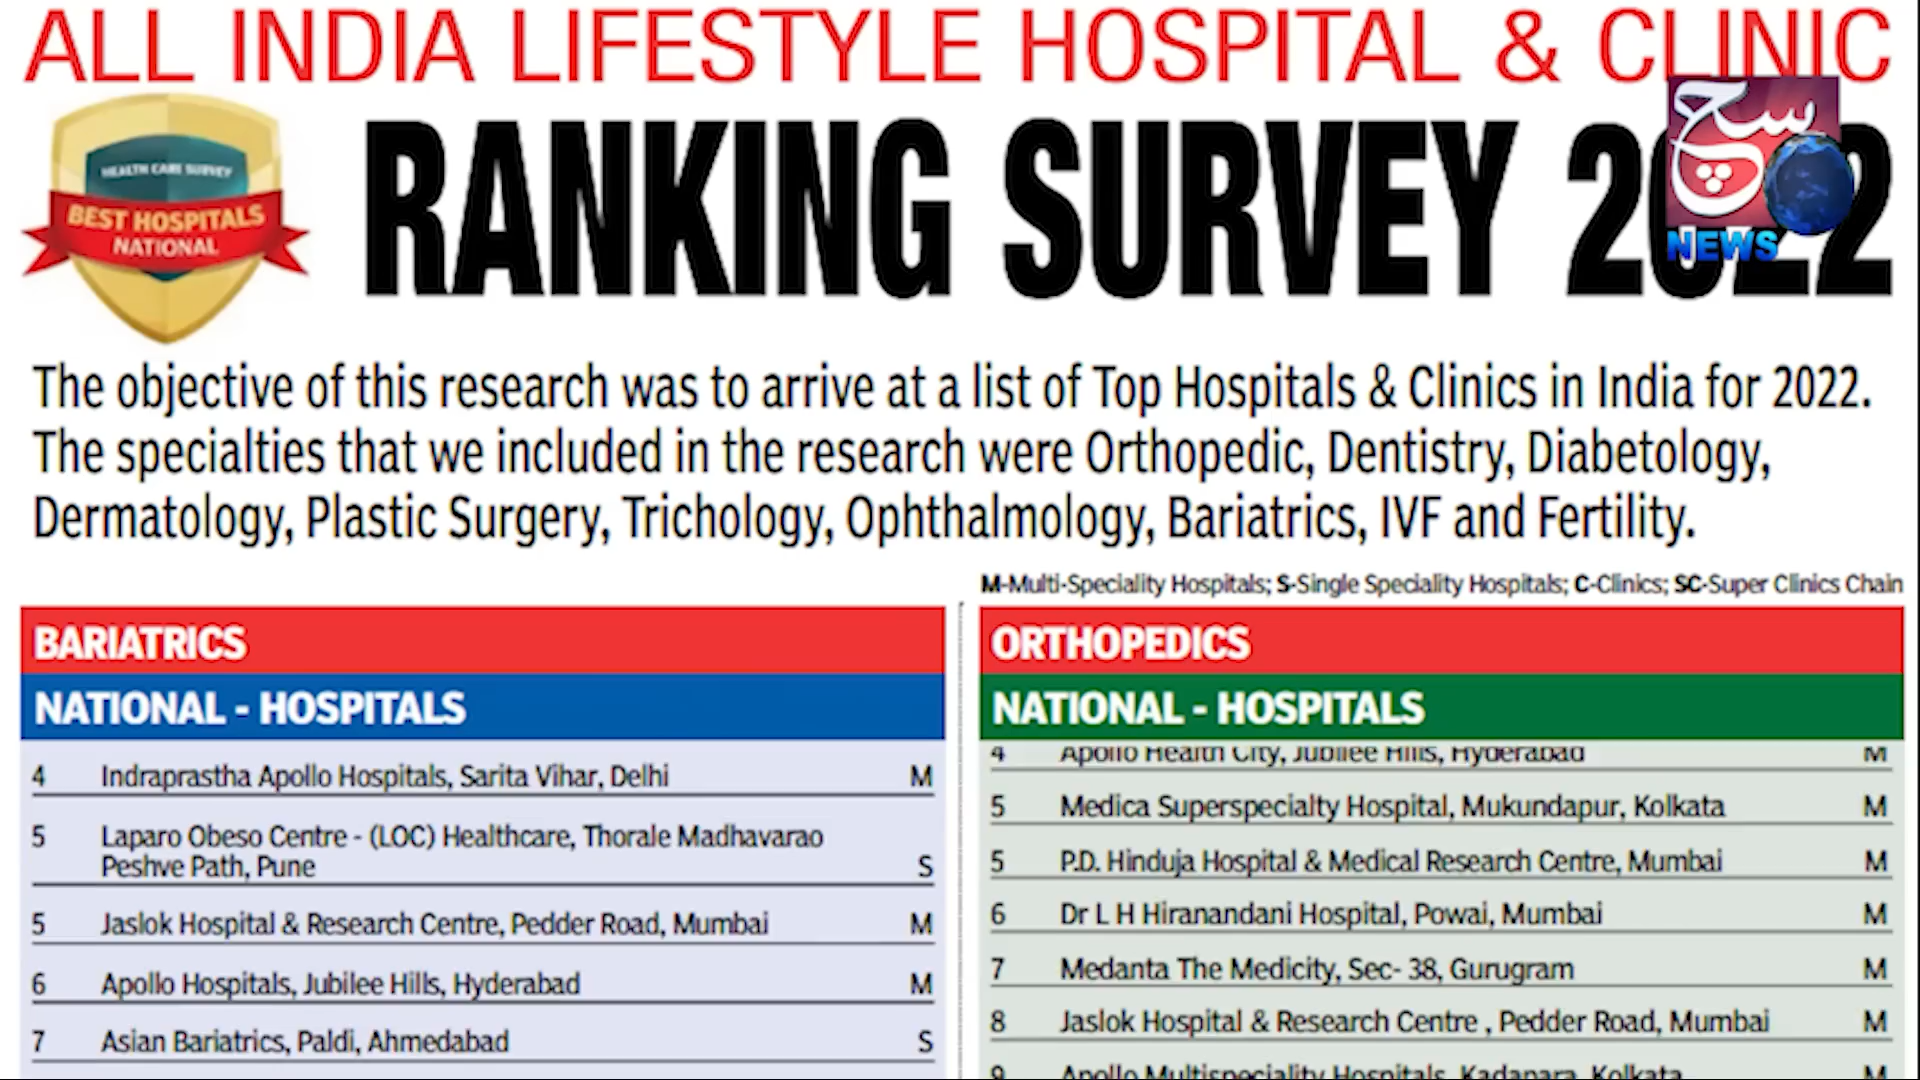 ALL INDIA LIFESTYLE HOSPITAL & CLINIC
سچ
NEWS
HEALTH CARE SURVEY
BEST HOSPITALS
NATIONAL
RANKING SURVEY 2022
The objective of this research was to arrive at a list of Top Hospitals & Clinics in India for 2022.
The specialties that we included in the research were Orthopedic, Dentistry, Diabetology,
Dermatology, Plastic Surgery, Trichology, Ophthalmology, Bariatrics, IVF and Fertility.
M-Multi-Speciality Hospitals; S-Single Speciality Hospitals; C-Clinics; SC-Super Clinics Chain
BARIATRICS
NATIONAL - HOSPITALS
4 Indraprastha Apollo Hospitals, Sarita Vihar, Delhi M
5 Laparo Obeso Centre - (LOC) Healthcare, Thorale Madhavarao
Peshve Path, Pune S
5 Jaslok Hospital & Research Centre, Pedder Road, Mumbai M
6 Apollo Hospitals, Jubilee Hills, Hyderabad M
7 Asian Bariatrics, Paldi, Ahmedabad S
ORTHOPEDICS
NATIONAL - HOSPITALS
4 Apollo Health City, Jubilee Hills, Hyderabad M
5 Medica Superspecialty Hospital, Mukundapur, Kolkata M
5 P.D. Hinduja Hospital & Medical Research Centre, Mumbai M
6 Dr L H Hiranandani Hospital, Powai, Mumbai M
7 Medanta The Medicity, Sec- 38, Gurugram M
8 Jaslok Hospital & Research Centre , Pedder Road, Mumbai M
9 Apollo Multispeciality Hospitals, Kadapara, Kolkata M